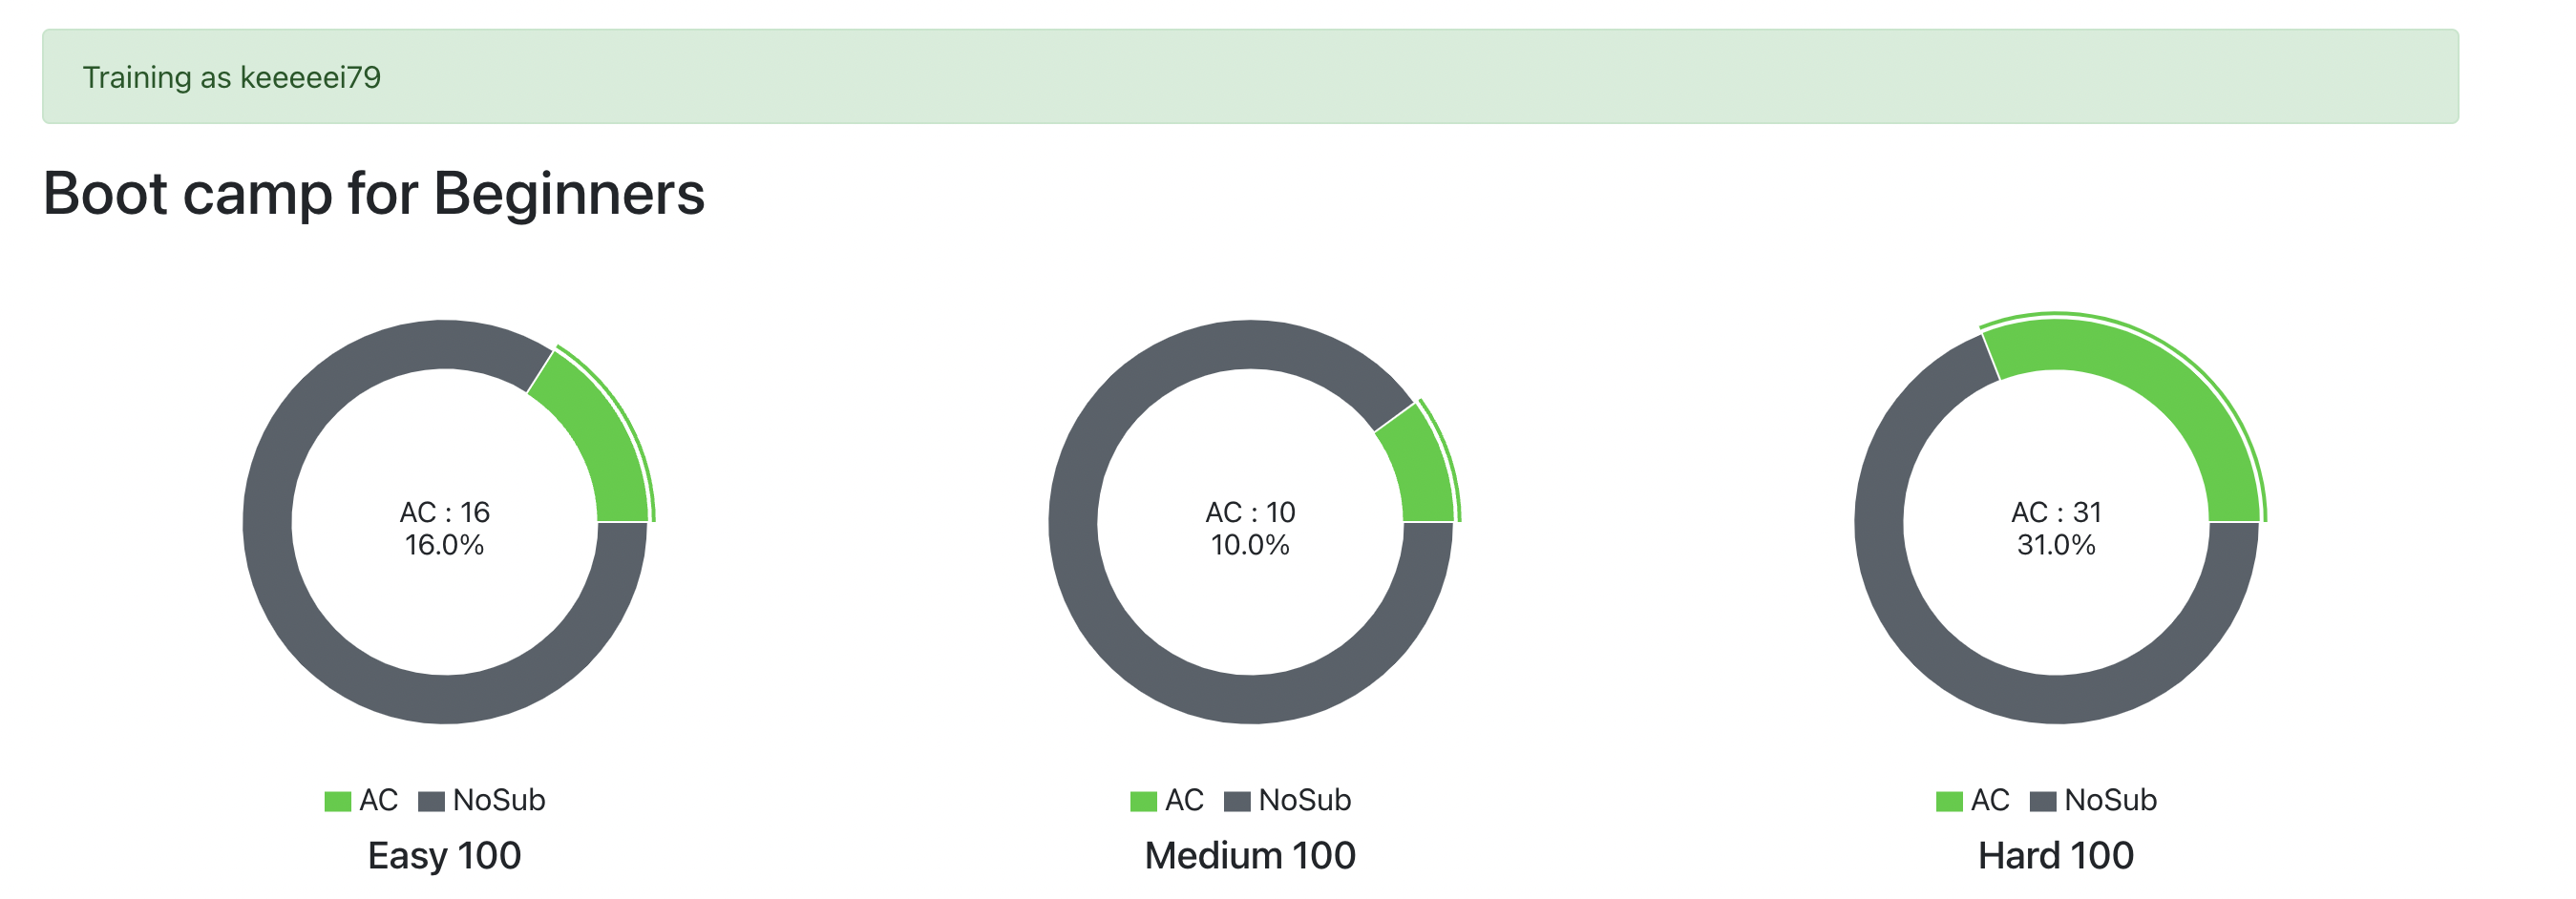 Training as keeeeei79
Boot camp for Beginners
AC : 16
16.0%
AC NoSub
Easy 100
AC : 10
10.0%
AC NoSub
Medium 100
AC : 31
31.0%
AC NoSub
Hard 100